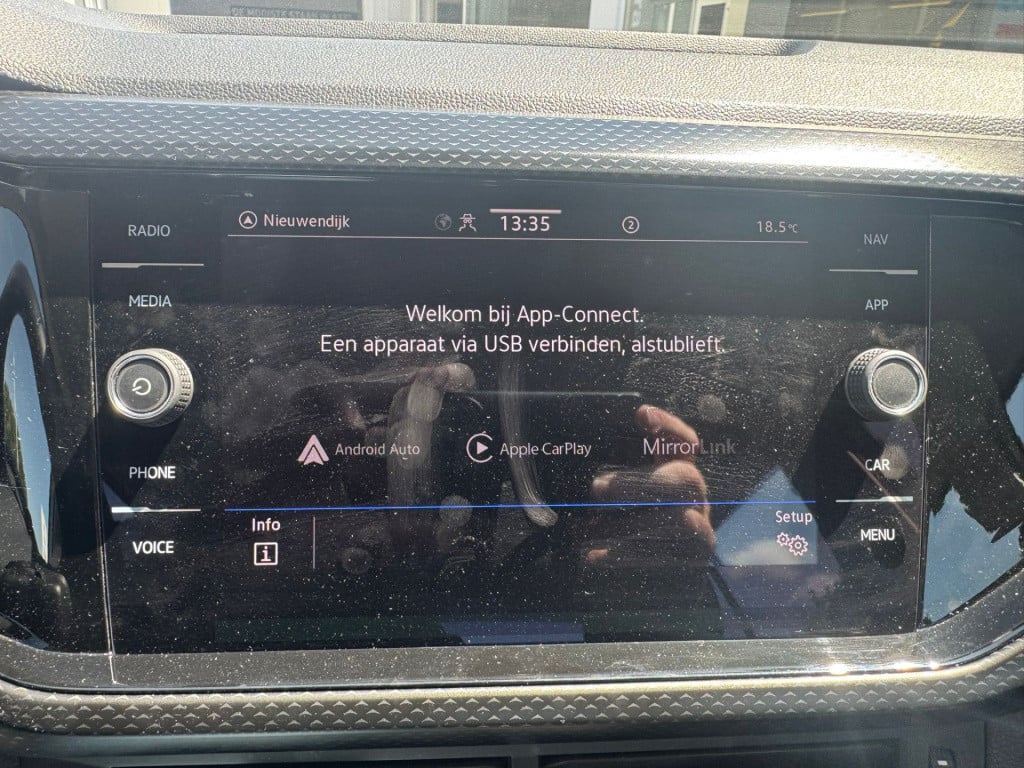 RADIO
MEDIA
PHONE
VOICE
Nieuwendijk
13:35
2
18.5°C
Welkom bij App-Connect.
Een apparaat via USB verbinden, alstublieft.
Android Auto
Apple CarPlay
MirrorLink
Info
i
Setup
NAV
APP
CAR
MENU